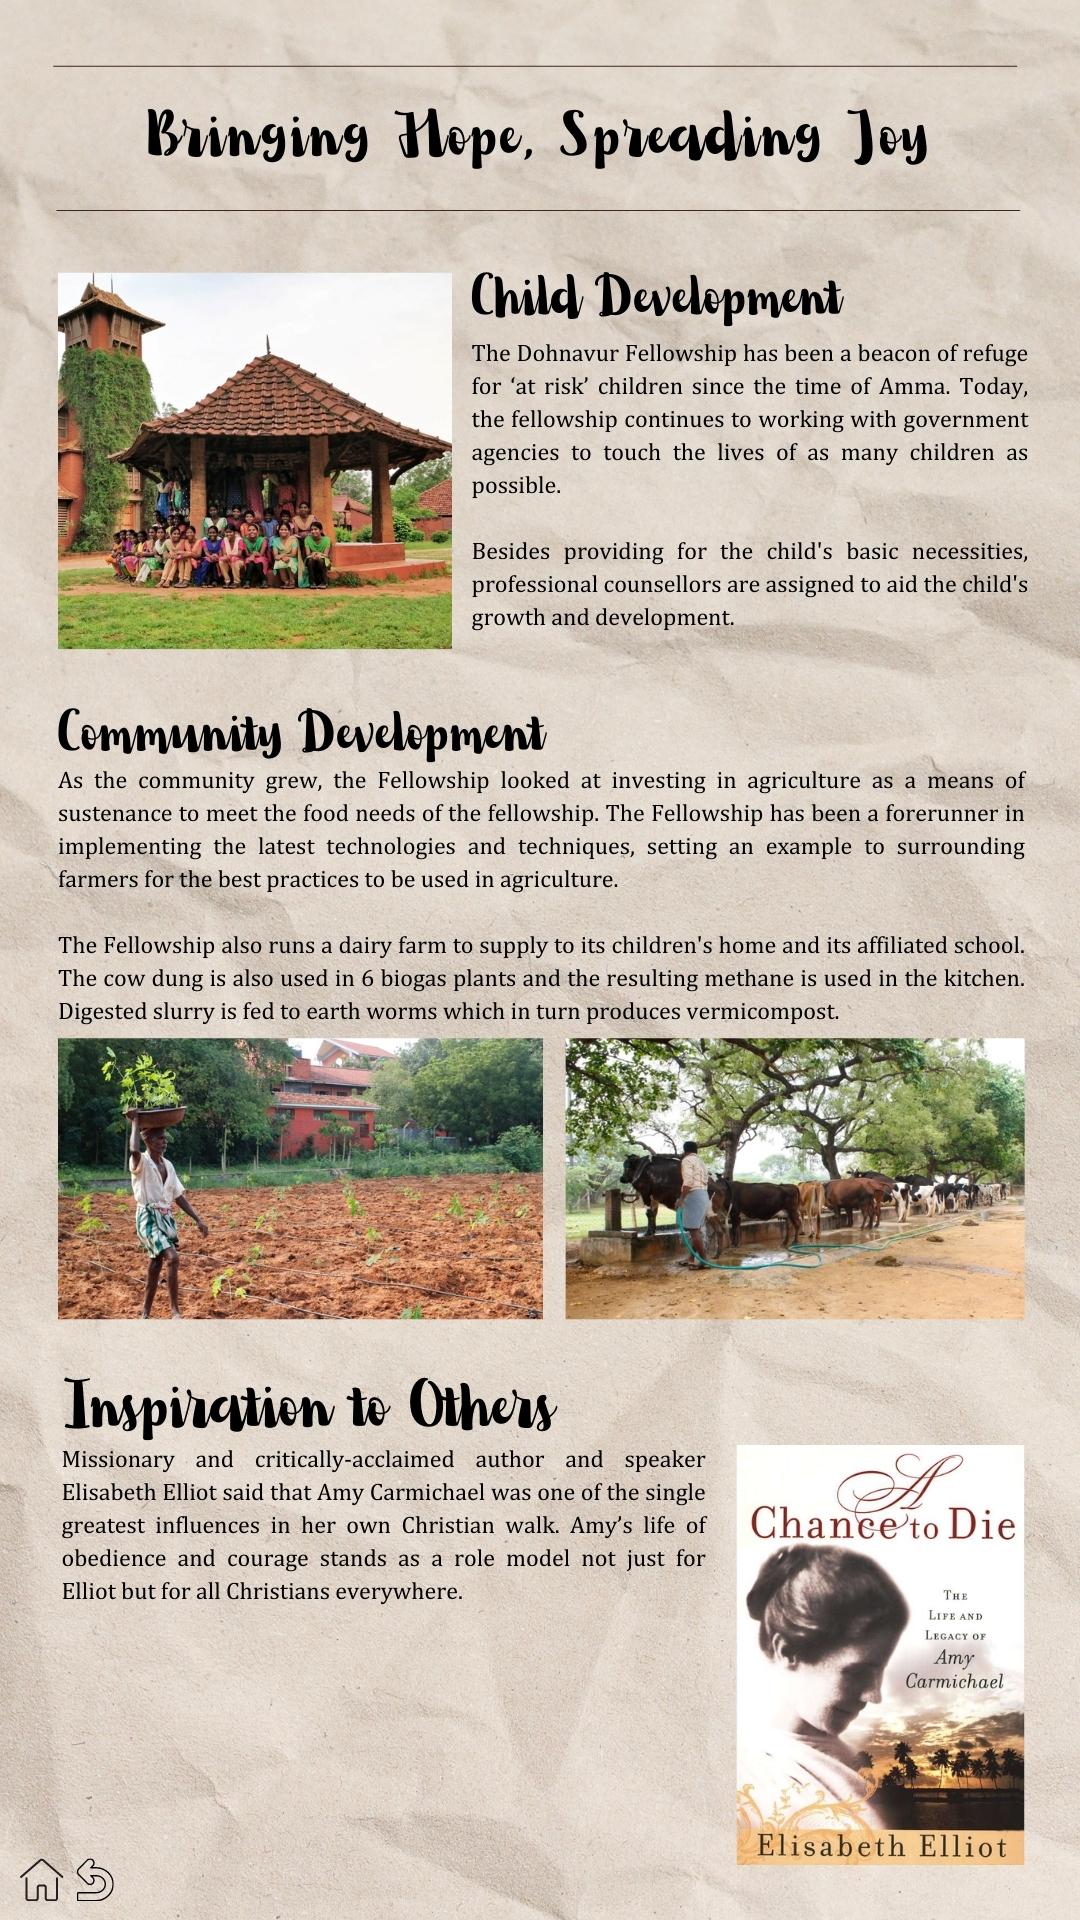 Bringing Hope, Spreading Joy
Child Development
The Dohnavur Fellowship has been a beacon of refuge
for ‘at risk’ children since the time of Amma. Today,
the fellowship continues to working with government
agencies to touch the lives of as many children as
possible.
Besides providing for the child's basic necessities,
professional counsellors are assigned to aid the child's
growth and development.
Community Development
As the community grew, the Fellowship looked at investing in agriculture as a means of
sustenance to meet the food needs of the fellowship. The Fellowship has been a forerunner in
implementing the latest technologies and techniques, setting an example to surrounding
farmers for the best practices to be used in agriculture.
The Fellowship also runs a dairy farm to supply to its children's home and its affiliated school.
The cow dung is also used in 6 biogas plants and the resulting methane is used in the kitchen.
Digested slurry is fed to earth worms which in turn produces vermicompost.
Inspiration to Others
Missionary and critically-acclaimed author and speaker
Elisabeth Elliot said that Amy Carmichael was one of the single
greatest influences in her own Christian walk. Amy’s life of
obedience and courage stands as a role model not just for
Elliot but for all Christians everywhere.
A
Chance to Die
The
Life and
Legacy of
Amy
Carmichael
Elisabeth Elliot